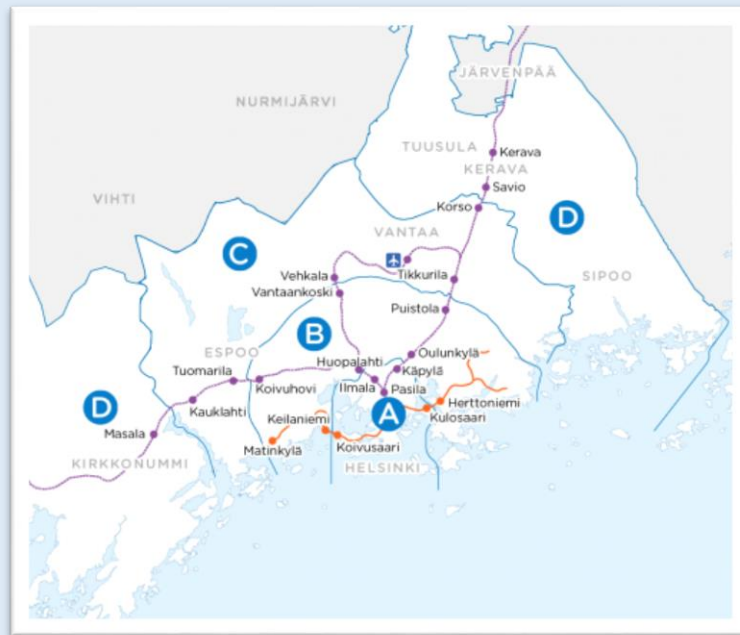 JÄRVENPÄÄ
NURMIJÄRVI
TUUSULA
Kerava
KERAVA
Savio
VIHTI
Korso
D
VANTAA
C
Vehkala
Tikkurila
SIPOO
Vantaankoski
Puistola
B
ESPOO
Huopalahti
Oulunkylä
Tuomarila
Käpylä
Koivuhovi
Ilmala
Pasila
Kauklahti
Herttoniemi
D
A
Keilaniemi
Kulosaari
Masala
Matinkylä
Koivusaari
KIRKKONUMMI
HELSINKI